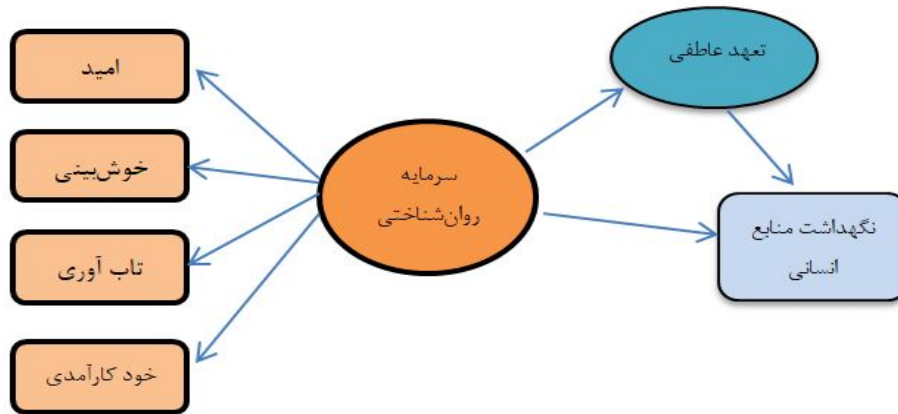 امید
خوش‌بینی
تاب آوری
خود کارآمدی
سرمایه
روان‌شناختی
تعهد عاطفی
نگهداشت منابع
انسانی